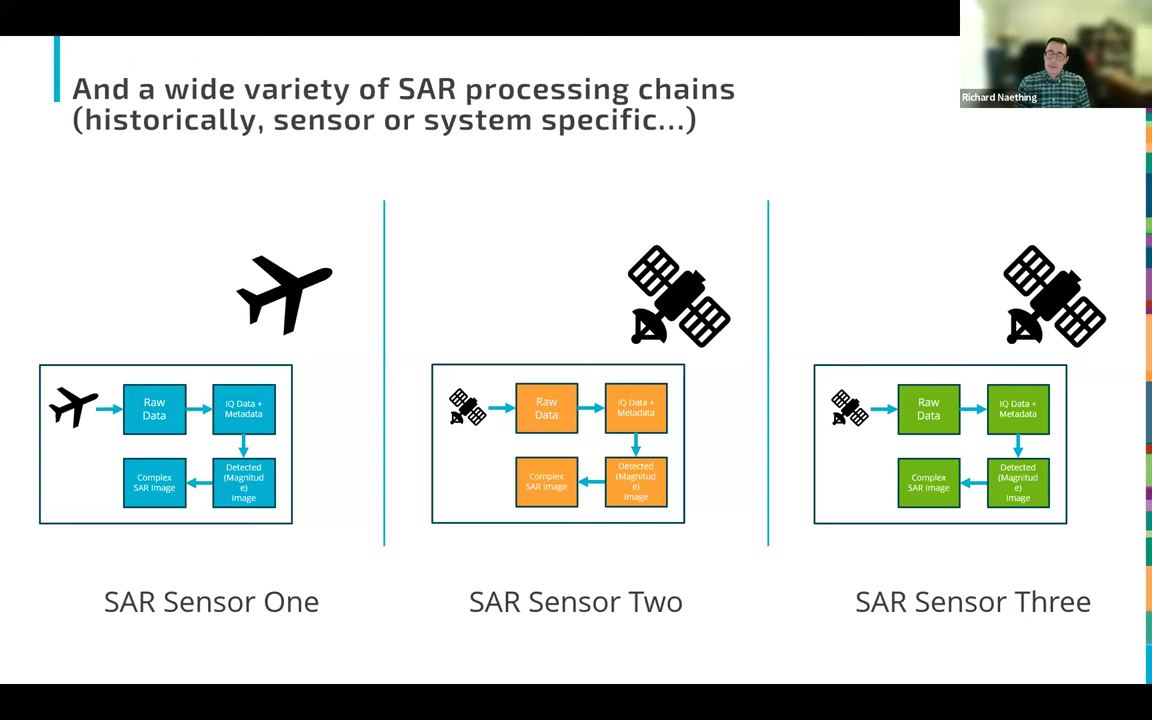 And a wide variety of SAR processing chains
(historically, sensor or system specific...)
Richard Naething
Raw
Data
IQ Data +
Metadata
Complex
SAR Image
Detected
(Magnitud
e)
Image
SAR Sensor One
Raw
Data
IQ Data +
Metadata
Complex
SAR Image
Detected
(Magnitud
e)
Image
SAR Sensor Two
Raw
Data
IQ Data +
Metadata
Complex
SAR Image
Detected
(Magnitud
e)
Image
SAR Sensor Three